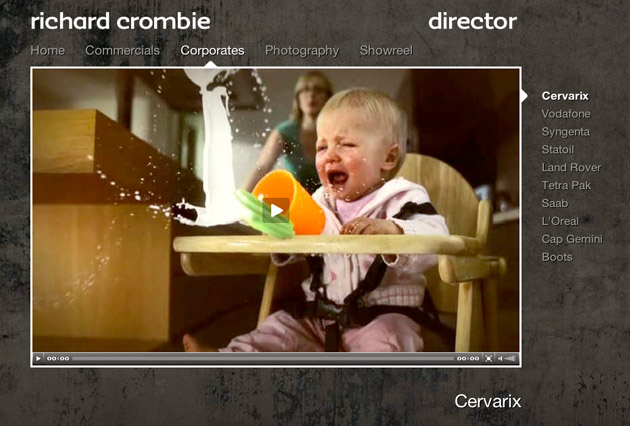 richard crombie director
Home Commercials Corporates Photography Showreel
Cervarix
Vodafone
Syngenta
Statoil
Land Rover
Tetra Pak
Saab
L'Oreal
Cap Gemini
Boots
00:00 00:00
Cervarix